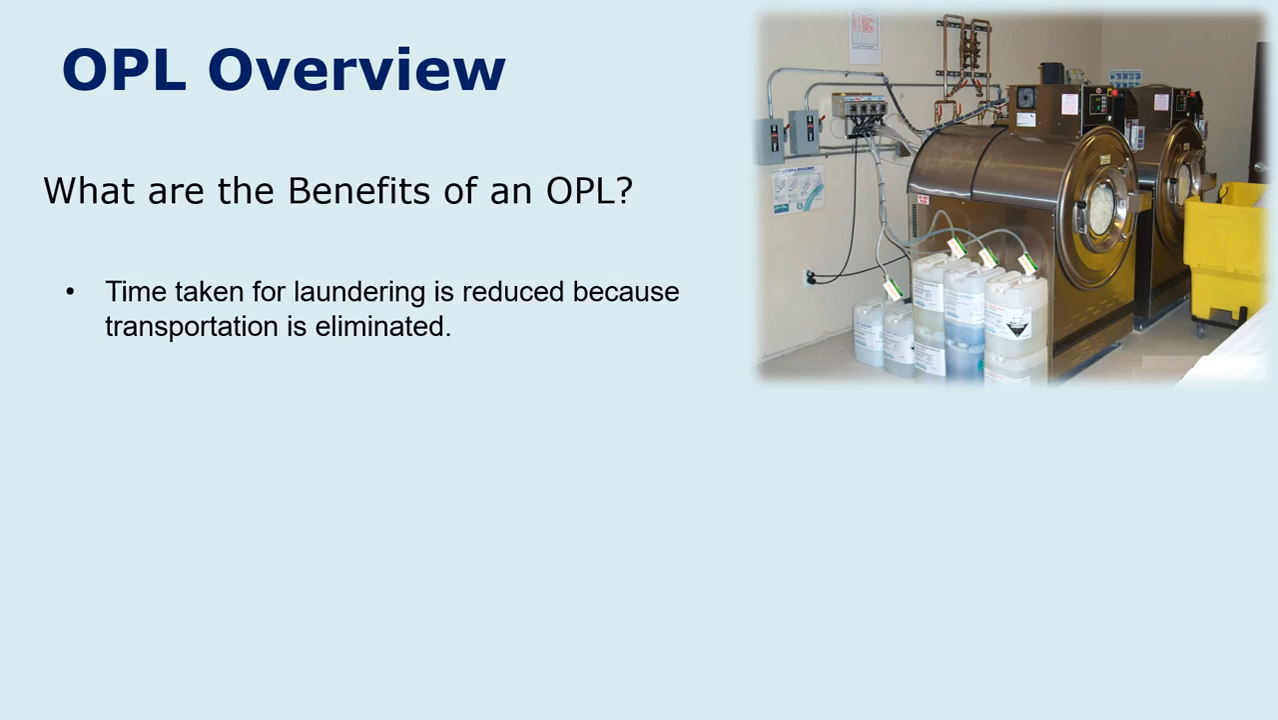 OPL Overview
What are the Benefits of an OPL?
• Time taken for laundering is reduced because
transportation is eliminated.